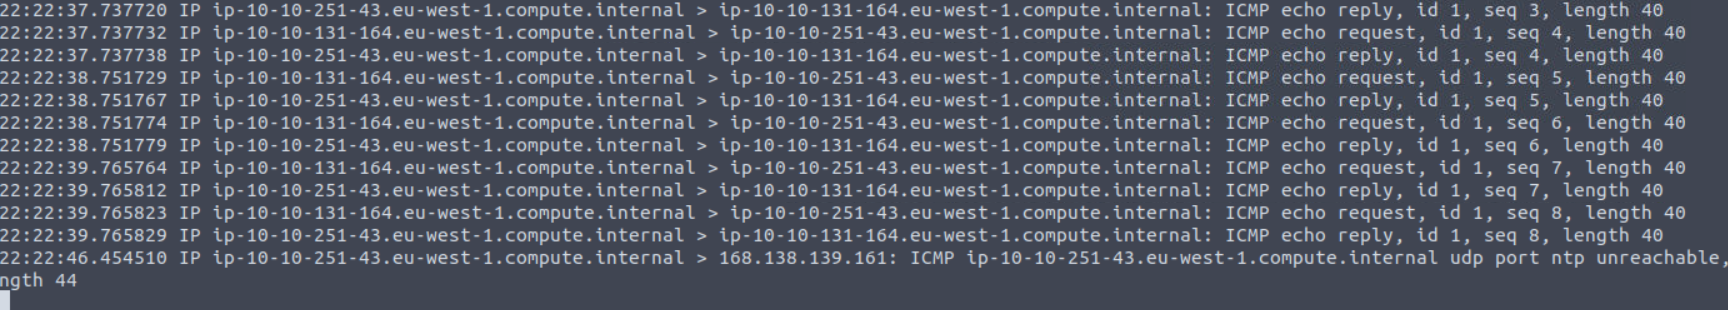 22:22:37.737720 IP ip-10-10-251-43.eu-west-1.compute.internal > ip-10-10-131-164.eu-west-1.compute.internal: ICMP echo reply, id 1, seq 3, length 40
22:22:37.737732 IP ip-10-10-131-164.eu-west-1.compute.internal > ip-10-10-251-43.eu-west-1.compute.internal: ICMP echo request, id 1, seq 4, length 40
22:22:37.737738 IP ip-10-10-251-43.eu-west-1.compute.internal > ip-10-10-131-164.eu-west-1.compute.internal: ICMP echo reply, id 1, seq 4, length 40
22:22:38.751729 IP ip-10-10-131-164.eu-west-1.compute.internal > ip-10-10-251-43.eu-west-1.compute.internal: ICMP echo request, id 1, seq 5, length 40
22:22:38.751767 IP ip-10-10-251-43.eu-west-1.compute.internal > ip-10-10-131-164.eu-west-1.compute.internal: ICMP echo reply, id 1, seq 5, length 40
22:22:38.751774 IP ip-10-10-131-164.eu-west-1.compute.internal > ip-10-10-251-43.eu-west-1.compute.internal: ICMP echo request, id 1, seq 6, length 40
22:22:38.751779 IP ip-10-10-251-43.eu-west-1.compute.internal > ip-10-10-131-164.eu-west-1.compute.internal: ICMP echo reply, id 1, seq 6, length 40
22:22:39.765764 IP ip-10-10-131-164.eu-west-1.compute.internal > ip-10-10-251-43.eu-west-1.compute.internal: ICMP echo request, id 1, seq 7, length 40
22:22:39.765812 IP ip-10-10-251-43.eu-west-1.compute.internal > ip-10-10-131-164.eu-west-1.compute.internal: ICMP echo reply, id 1, seq 7, length 40
22:22:39.765823 IP ip-10-10-131-164.eu-west-1.compute.internal > ip-10-10-251-43.eu-west-1.compute.internal: ICMP echo request, id 1, seq 8, length 40
22:22:39.765829 IP ip-10-10-251-43.eu-west-1.compute.internal > ip-10-10-131-164.eu-west-1.compute.internal: ICMP echo reply, id 1, seq 8, length 40
22:22:46.454510 IP ip-10-10-251-43.eu-west-1.compute.internal > 168.138.139.161: ICMP ip-10-10-251-43.eu-west-1.compute.internal udp port ntp unreachable,
ngth 44